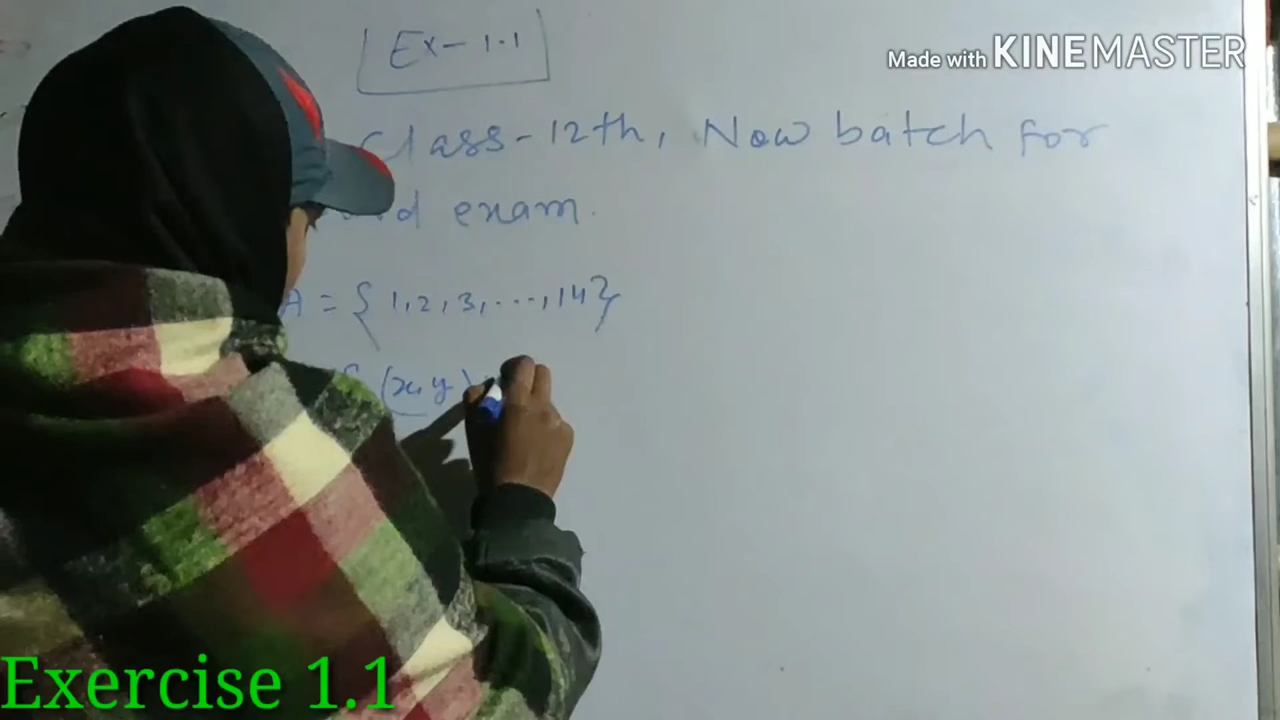 Ex-1.1
Made with KINEMASTER
Class-12th, Now batch for
exam.
A = { 1, 2, 3, ..., 14 }
{ (x, y)
Exercise 1.1